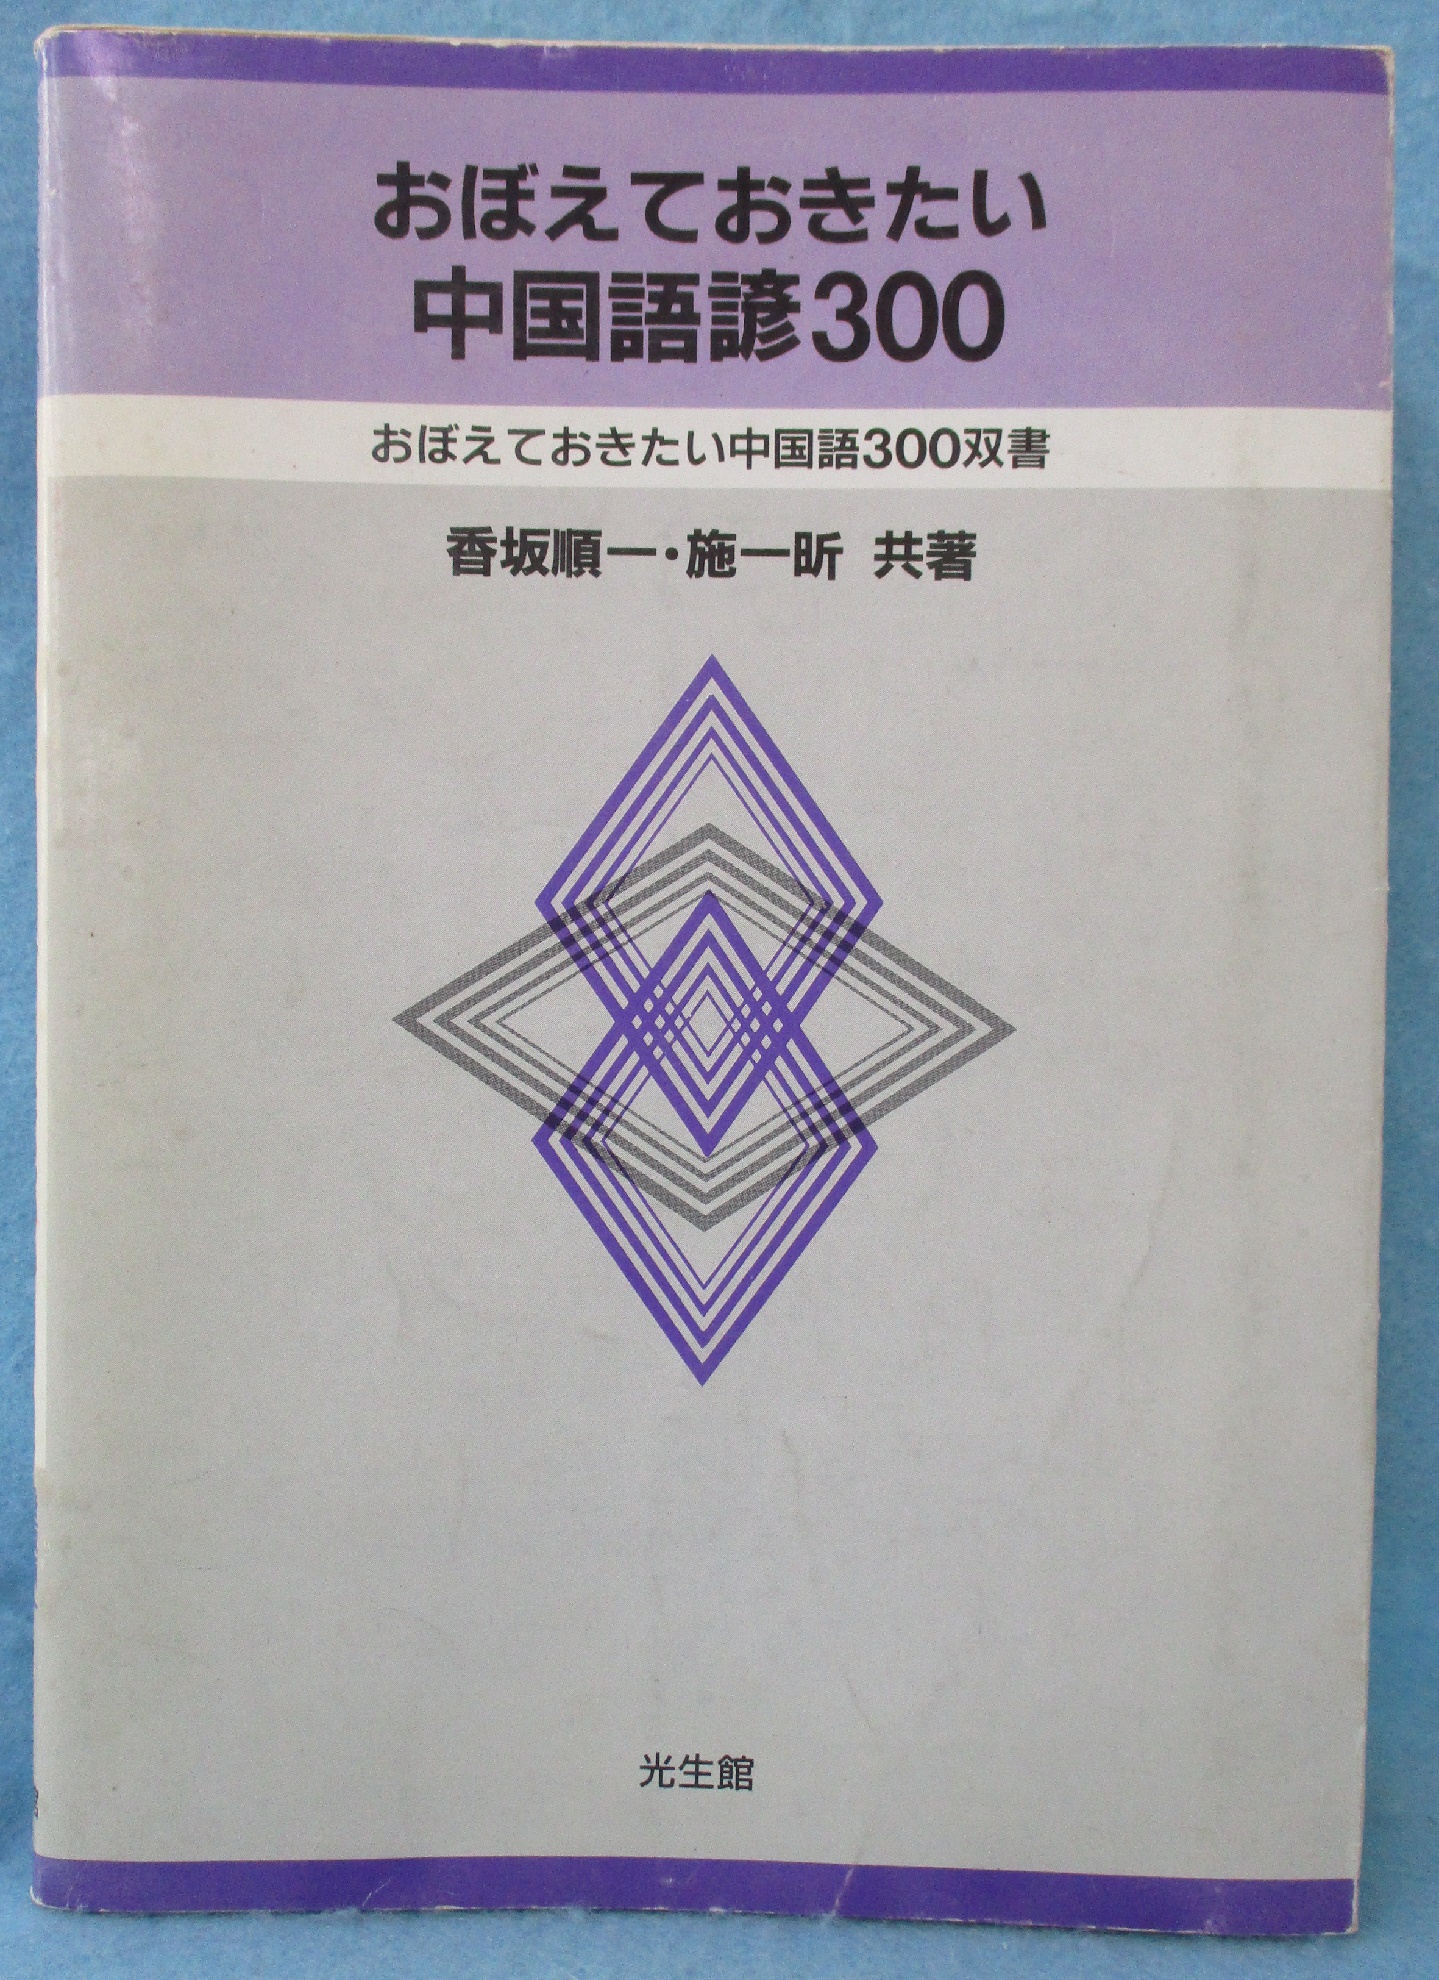 おぼえておきたい
中国語諺300
おぼえておきたい中国語300双書
香坂順一・施一昕 共著
光生館